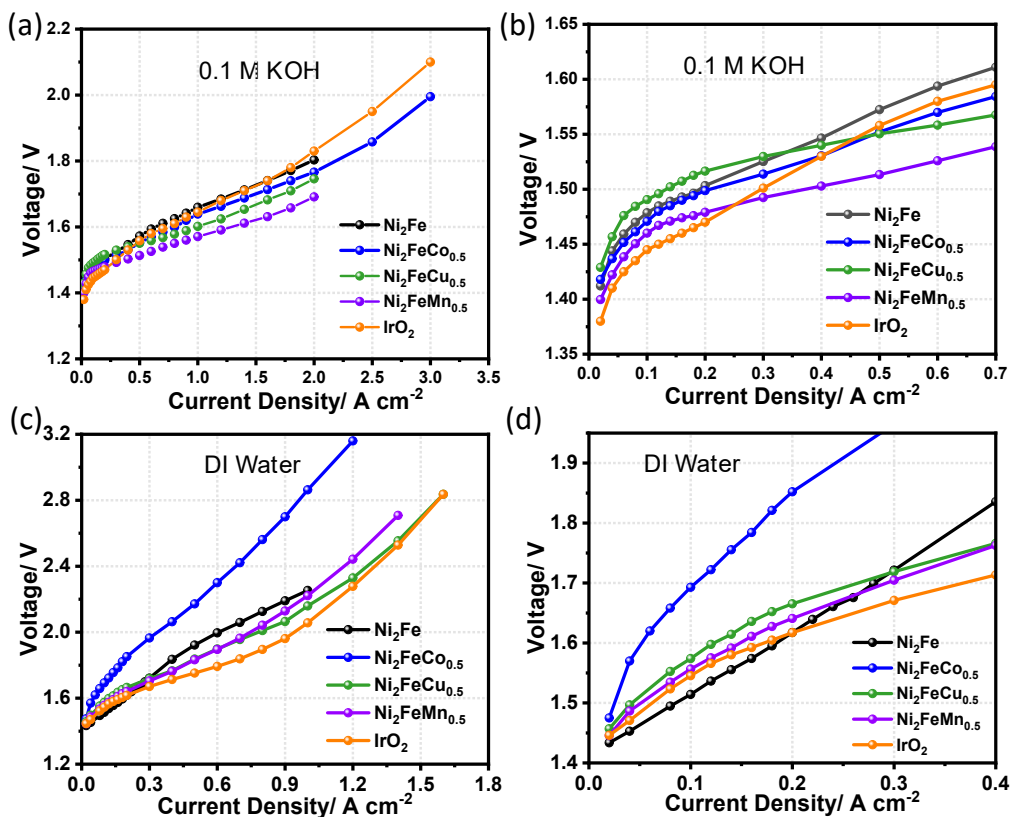 (a)
0.1 M KOH
Voltage/ V
2.2
2.0
1.8
1.6
1.4
1.2
0.0 0.5 1.0 1.5 2.0 2.5 3.0 3.5
Current Density/ A cm⁻²
Ni₂Fe
Ni₂FeCo₀.₅
Ni₂FeCu₀.₅
Ni₂FeMn₀.₅
IrO₂
(b)
0.1 M KOH
Voltage/ V
1.65
1.60
1.55
1.50
1.45
1.40
1.35
0.0 0.1 0.2 0.3 0.4 0.5 0.6 0.7
Current Density/ A cm⁻²
Ni₂Fe
Ni₂FeCo₀.₅
Ni₂FeCu₀.₅
Ni₂FeMn₀.₅
IrO₂
(c)
DI Water
Voltage/ V
3.2
2.8
2.4
2.0
1.6
1.2
0.0 0.3 0.6 0.9 1.2 1.5 1.8
Current Density/ A cm⁻²
Ni₂Fe
Ni₂FeCo₀.₅
Ni₂FeCu₀.₅
Ni₂FeMn₀.₅
IrO₂
(d)
DI Water
Voltage/ V
1.9
1.8
1.7
1.6
1.5
1.4
0.0 0.1 0.2 0.3 0.4
Current Density/ A cm⁻²
Ni₂Fe
Ni₂FeCo₀.₅
Ni₂FeCu₀.₅
Ni₂FeMn₀.₅
IrO₂